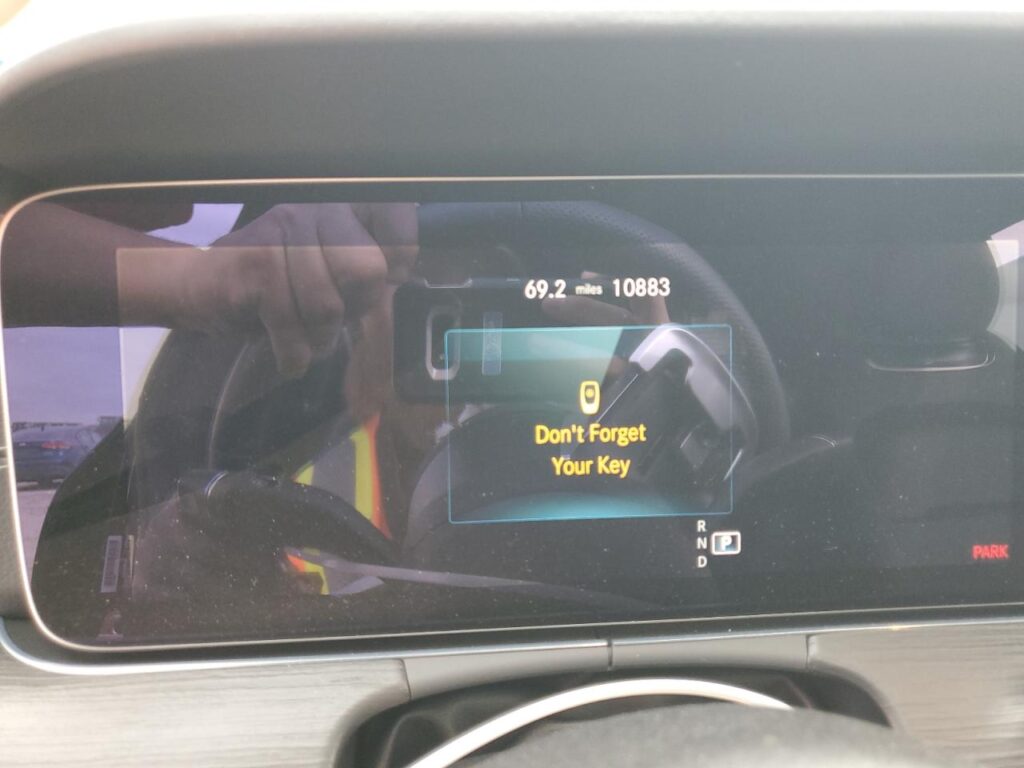 69.2 miles 10883
Don't Forget
Your Key
R
N P
D
PARK